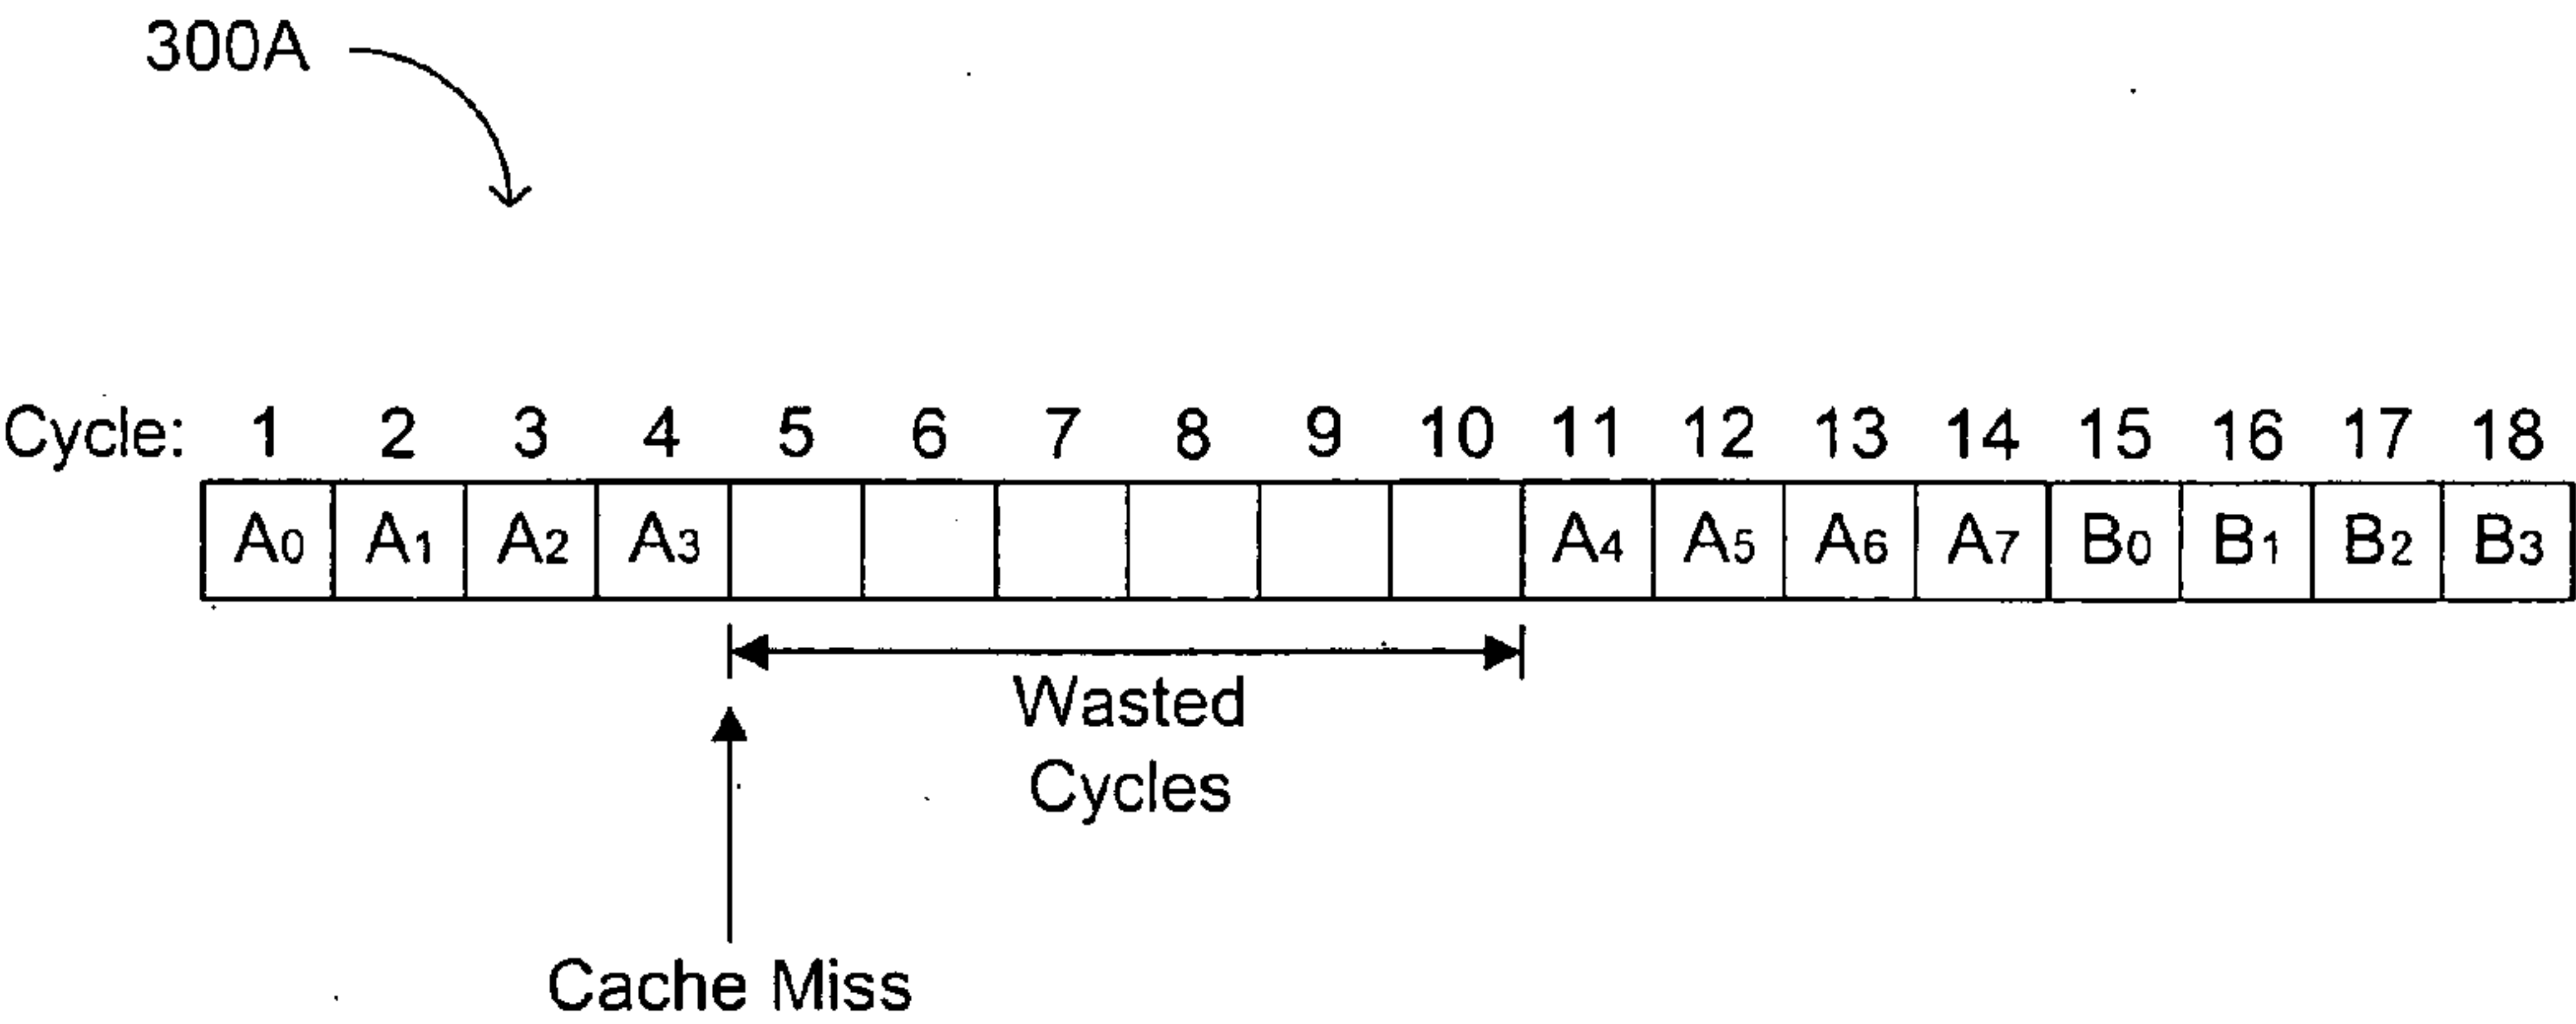 300A
Cycle: 1 2 3 4 5 6 7 8 9 10 11 12 13 14 15 16 17 18
A0 A1 A2 A3 A4 A5 A6 A7 B0 B1 B2 B3
Wasted
Cycles
Cache Miss